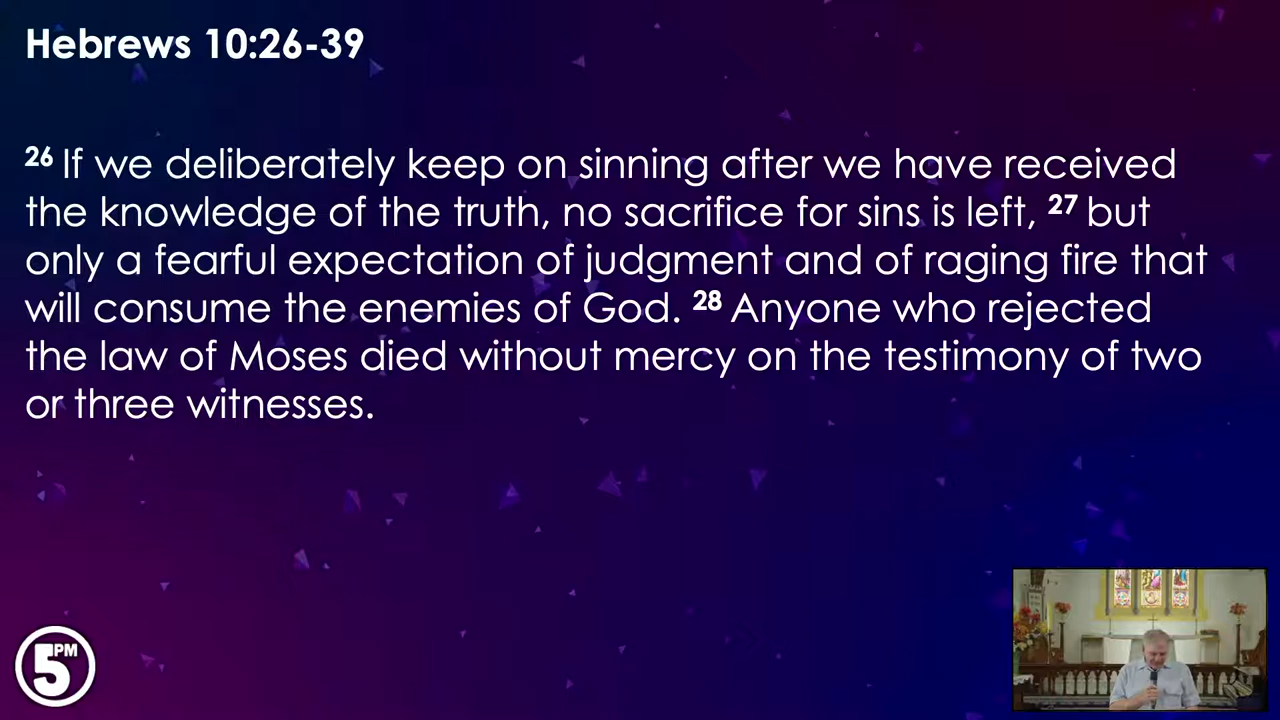 Hebrews 10:26-39
26 If we deliberately keep on sinning after we have received
the knowledge of the truth, no sacrifice for sins is left, 27 but
only a fearful expectation of judgment and of raging fire that
will consume the enemies of God. 28 Anyone who rejected
the law of Moses died without mercy on the testimony of two
or three witnesses.
5PM